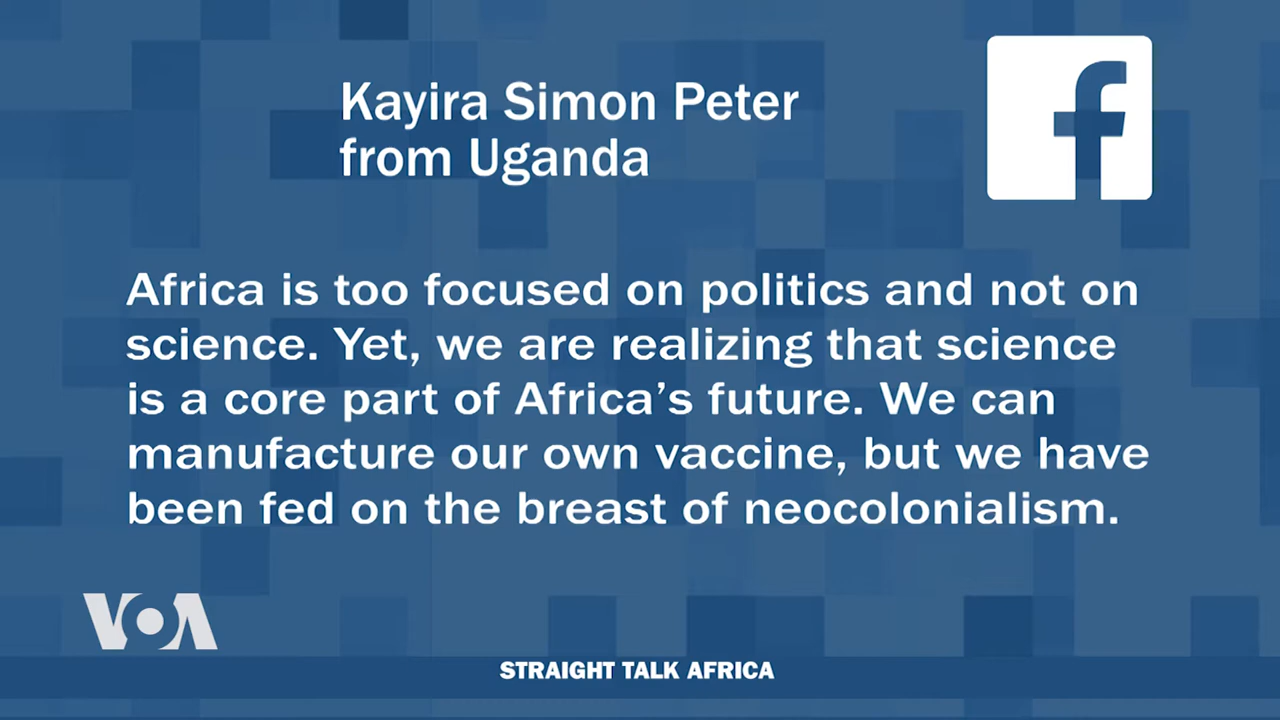 Kayira Simon Peter
from Uganda
f
Africa is too focused on politics and not on
science. Yet, we are realizing that science
is a core part of Africa’s future. We can
manufacture our own vaccine, but we have
been fed on the breast of neocolonialism.
VOA
STRAIGHT TALK AFRICA